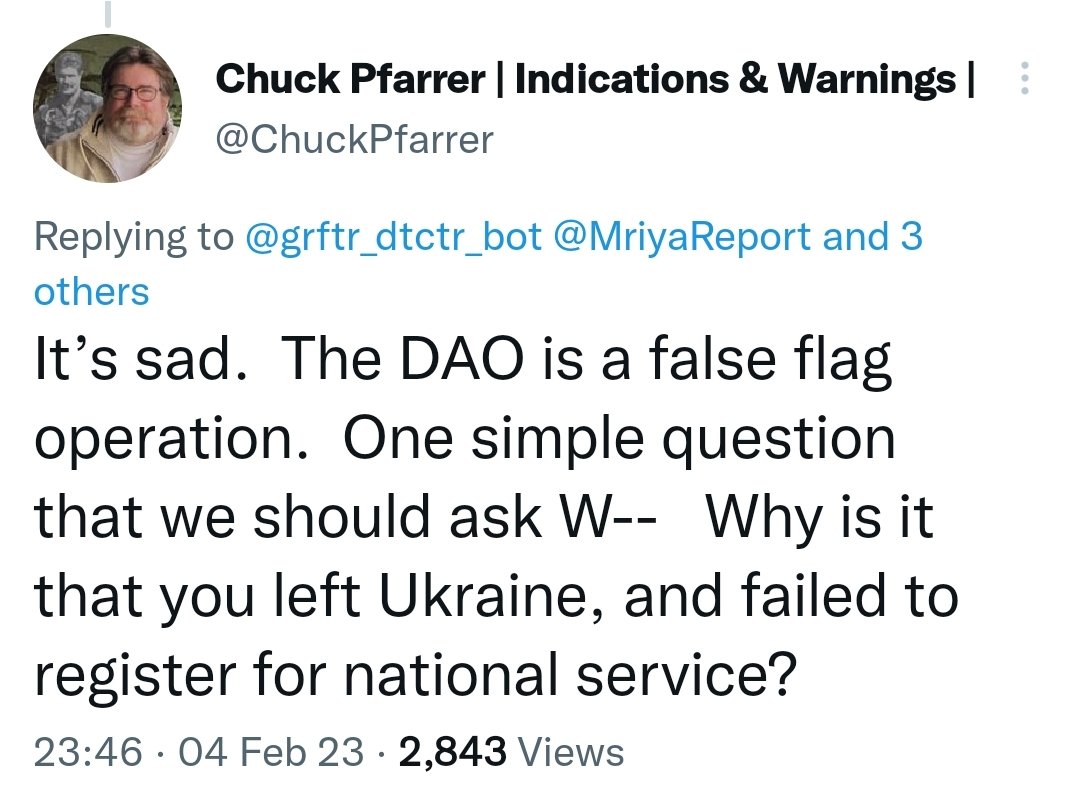 Chuck Pfarrer | Indications & Warnings |
@ChuckPfarrer
Replying to @grftr_dtctr_bot @MriyaReport and 3
others
It’s sad.  The DAO is a false flag
operation.  One simple question
that we should ask W--   Why is it
that you left Ukraine, and failed to
register for national service?
23:46 · 04 Feb 23 · 2,843 Views